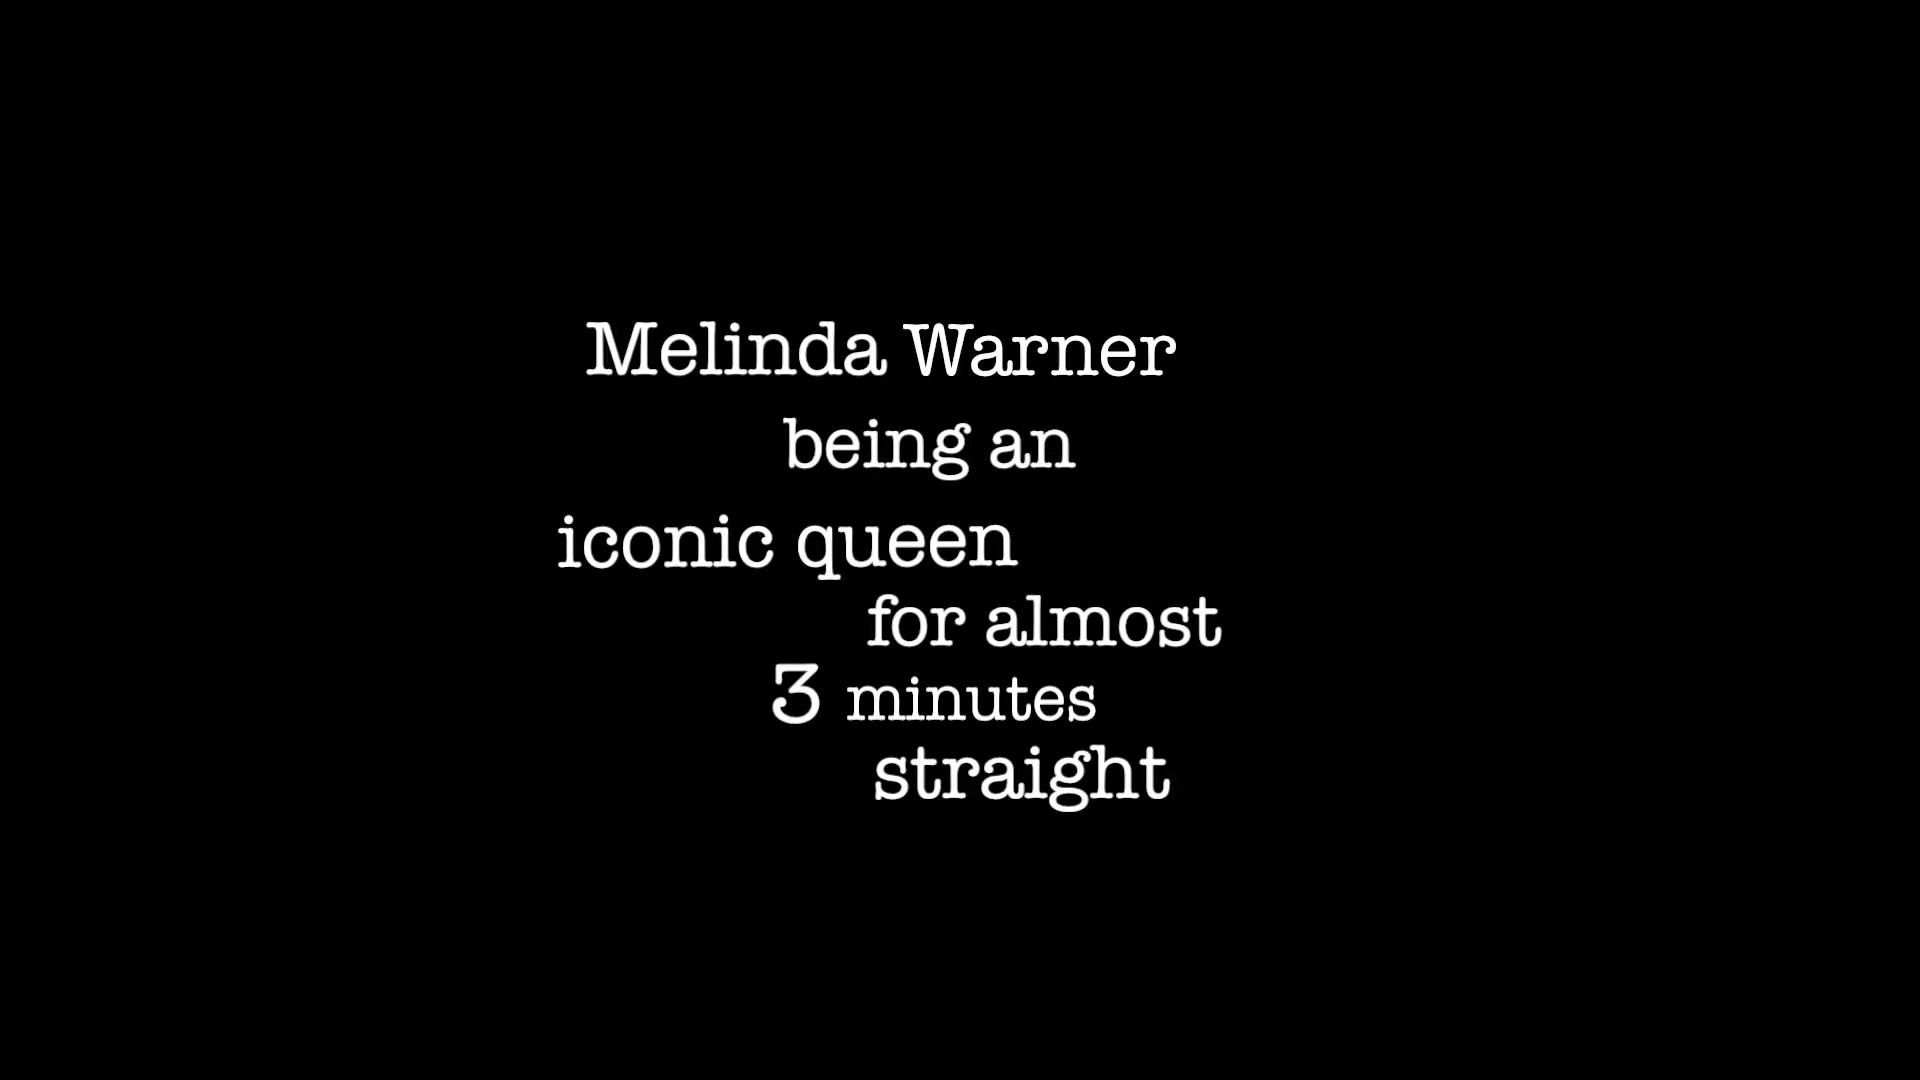 Melinda Warner
being an
iconic queen
for almost
3 minutes
straight